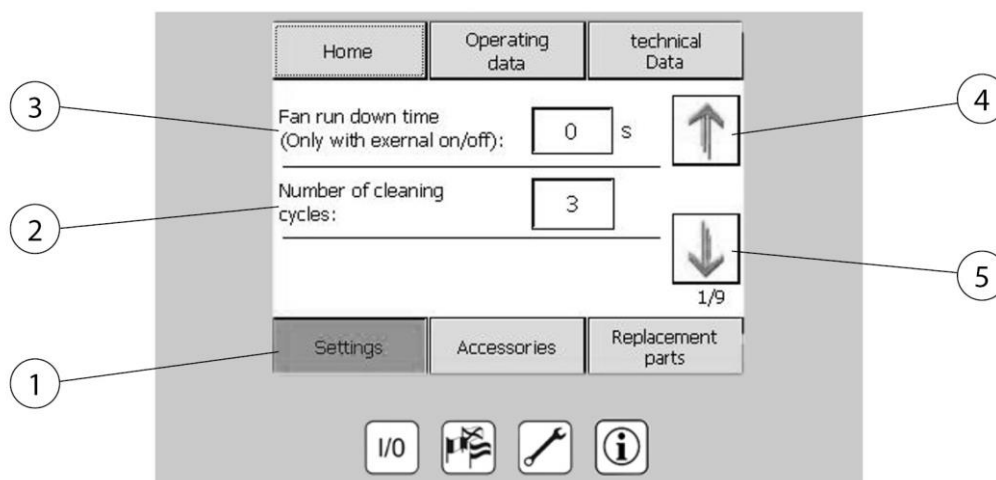 Home
Operating
data
technical
Data
3
Fan run down time
(Only with exernal on/off):
0
s
4
2
Number of cleaning
cycles:
3
5
1/9
1
Settings
Accessories
Replacement
parts
I/0